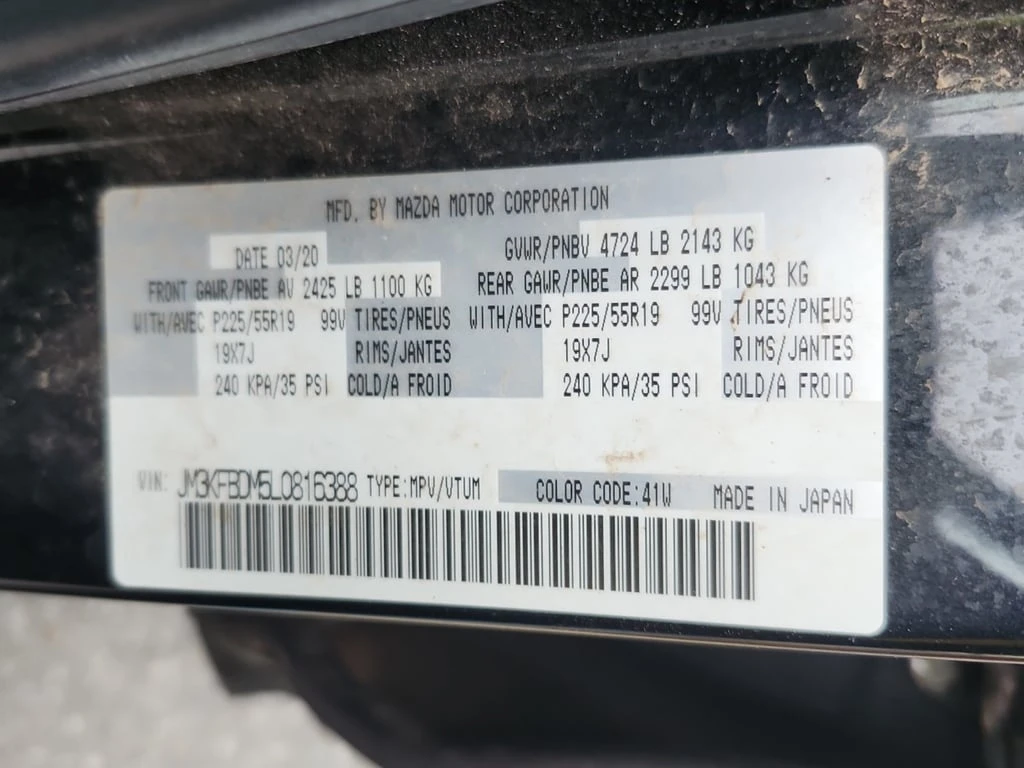 MFD. BY MAZDA MOTOR CORPORATION
DATE 03/20 GVWR/PNBV 4724 LB 2143 KG
FRONT GAWR/PNBE AV 2425 LB 1100 KG REAR GAWR/PNBE AR 2299 LB 1043 KG
WITH/AVEC P225/55R19 99V TIRES/PNEUS WITH/AVEC P225/55R19 99V TIRES/PNEUS
19X7J RIMS/JANTES 19X7J RIMS/JANTES
240 KPA/35 PSI COLD/A FROID 240 KPA/35 PSI COLD/A FROID
VIN: JM3KFBDM5L0816388 TYPE:MPV/VTUM COLOR CODE:41W MADE IN JAPAN